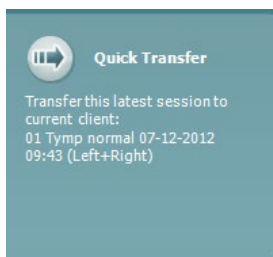 Quick Transfer
Transfer this latest session to
current client:
01 Tymp normal 07-12-2012
09:43 (Left+Right)